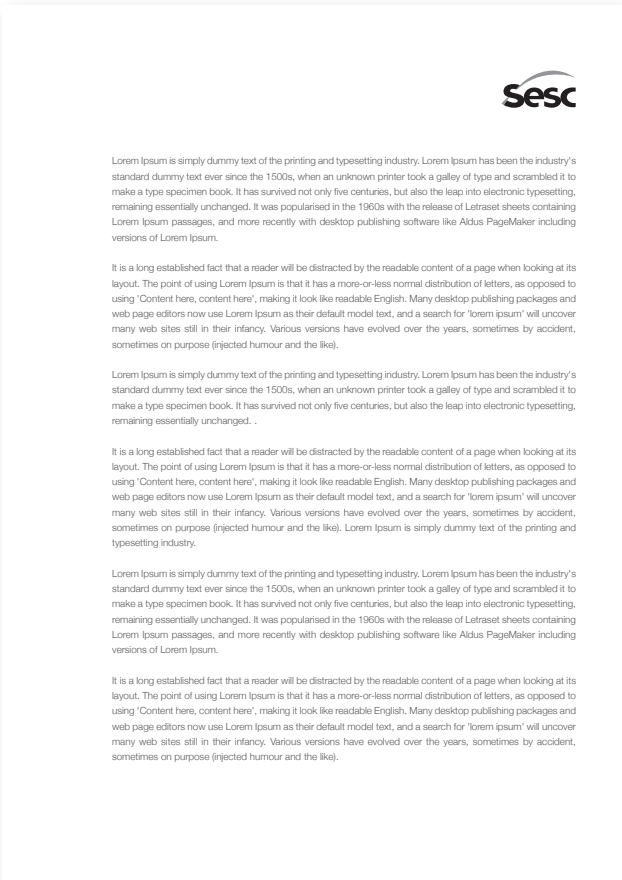 Sesc
Lorem Ipsum is simply dummy text of the printing and typesetting industry. Lorem Ipsum has been the industry's
standard dummy text ever since the 1500s, when an unknown printer took a galley of type and scrambled it to
make a type specimen book. It has survived not only five centuries, but also the leap into electronic typesetting,
remaining essentially unchanged. It was popularised in the 1960s with the release of Letraset sheets containing
Lorem Ipsum passages, and more recently with desktop publishing software like Aldus PageMaker including
versions of Lorem Ipsum.
It is a long established fact that a reader will be distracted by the readable content of a page when looking at its
layout. The point of using Lorem Ipsum is that it has a more-or-less normal distribution of letters, as opposed to
using 'Content here, content here', making it look like readable English. Many desktop publishing packages and
web page editors now use Lorem Ipsum as their default model text, and a search for 'lorem ipsum' will uncover
many web sites still in their infancy. Various versions have evolved over the years, sometimes by accident,
sometimes on purpose (injected humour and the like).
Lorem Ipsum is simply dummy text of the printing and typesetting industry. Lorem Ipsum has been the industry's
standard dummy text ever since the 1500s, when an unknown printer took a galley of type and scrambled it to
make a type specimen book. It has survived not only five centuries, but also the leap into electronic typesetting,
remaining essentially unchanged. .
It is a long established fact that a reader will be distracted by the readable content of a page when looking at its
layout. The point of using Lorem Ipsum is that it has a more-or-less normal distribution of letters, as opposed to
using 'Content here, content here', making it look like readable English. Many desktop publishing packages and
web page editors now use Lorem Ipsum as their default model text, and a search for 'lorem ipsum' will uncover
many web sites still in their infancy. Various versions have evolved over the years, sometimes by accident,
sometimes on purpose (injected humour and the like). Lorem Ipsum is simply dummy text of the printing and
typesetting industry.
Lorem Ipsum is simply dummy text of the printing and typesetting industry. Lorem Ipsum has been the industry's
standard dummy text ever since the 1500s, when an unknown printer took a galley of type and scrambled it to
make a type specimen book. It has survived not only five centuries, but also the leap into electronic typesetting,
remaining essentially unchanged. It was popularised in the 1960s with the release of Letraset sheets containing
Lorem Ipsum passages, and more recently with desktop publishing software like Aldus PageMaker including
versions of Lorem Ipsum.
It is a long established fact that a reader will be distracted by the readable content of a page when looking at its
layout. The point of using Lorem Ipsum is that it has a more-or-less normal distribution of letters, as opposed to
using 'Content here, content here', making it look like readable English. Many desktop publishing packages and
web page editors now use Lorem Ipsum as their default model text, and a search for 'lorem ipsum' will uncover
many web sites still in their infancy. Various versions have evolved over the years, sometimes by accident,
sometimes on purpose (injected humour and the like).